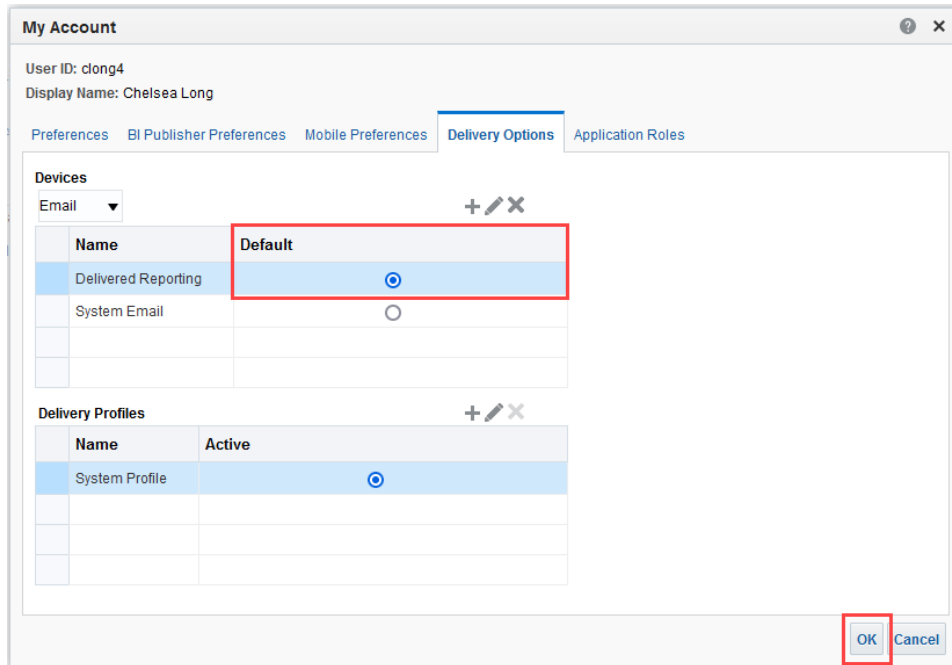 My Account
User ID: clong4
Display Name: Chelsea Long
Preferences BI Publisher Preferences Mobile Preferences Delivery Options Application Roles
Devices
Email
Name Default
Delivered Reporting
System Email
Delivery Profiles
Name Active
System Profile
OK Cancel